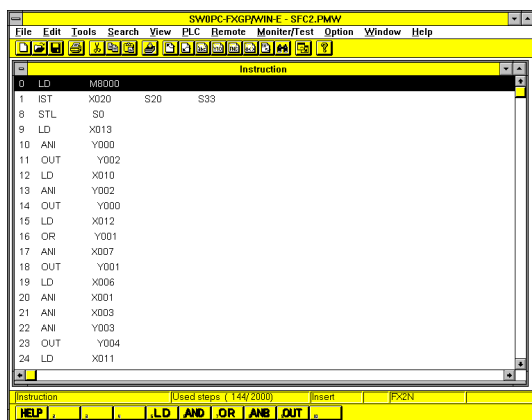 SW0PC-FXGP/WIN-E - SFC2.PMW
File Edit Tools Search View PLC Remote Moniter/Test Option Window Help
Instruction
0 LD M8000
1 IST X020 S20 S33
8 STL S0
9 LD X013
10 ANI Y000
11 OUT Y002
12 LD X010
13 ANI Y002
14 OUT Y000
15 LD X012
16 OR Y001
17 ANI X007
18 OUT Y001
19 LD X006
20 ANI X001
21 ANI X003
22 ANI Y003
23 OUT Y004
24 LD X011
Instruction Used steps ( 144/ 2000) Insert FX2N
HELP LD AND OR ANB OUT